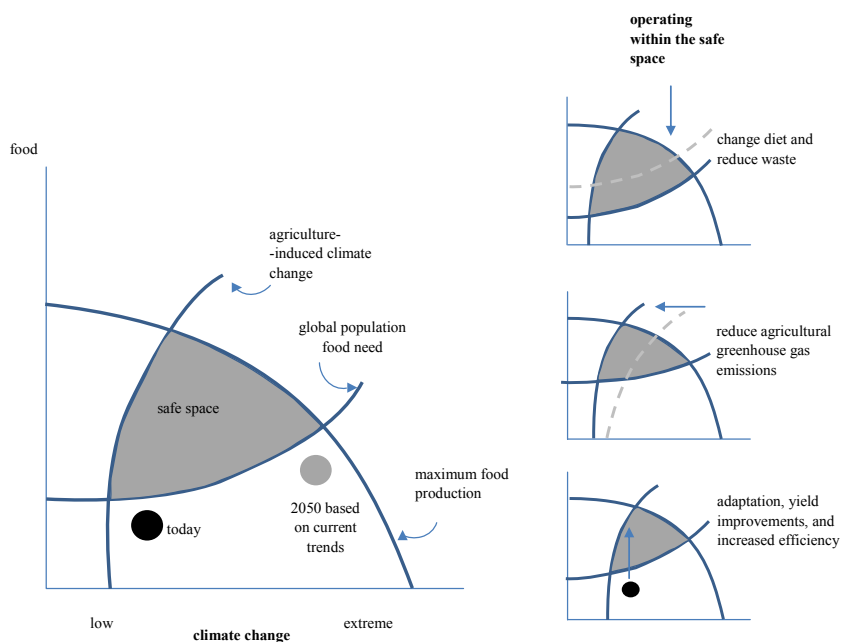 food
agriculture-
-induced climate
change
global population
food need
safe space
maximum food
production
today
2050 based
on current
trends
low
climate change
extreme
operating
within the safe
space
change diet and
reduce waste
reduce agricultural
greenhouse gas
emissions
adaptation, yield
improvements, and
increased efficiency